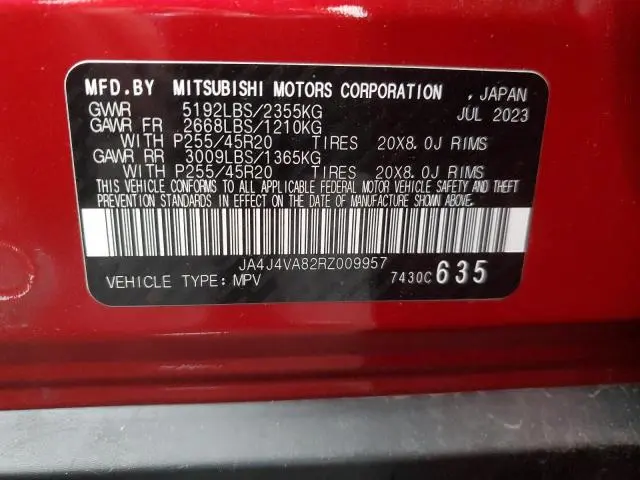 MFD.BY MITSUBISHI MOTORS CORPORATION , JAPAN
GVWR 5192LBS/2355KG JUL 2023
GAWR FR 2668LBS/1210KG
WITH P255/45R20 TIRES 20X8.0J RIMS
GAWR RR 3009LBS/1365KG
WITH P255/45R20 TIRES 20X8.0J RIMS
THIS VEHICLE CONFORMS TO ALL APPLICABLE FEDERAL MOTOR VEHICLE SAFETY AND THEFT
PREVENTION STANDARDS IN EFFECT ON THE DATE OF MANUFACTURE SHOWN ABOVE.
JA4J4VA82RZ009957
VEHICLE TYPE:MPV 7430C 635